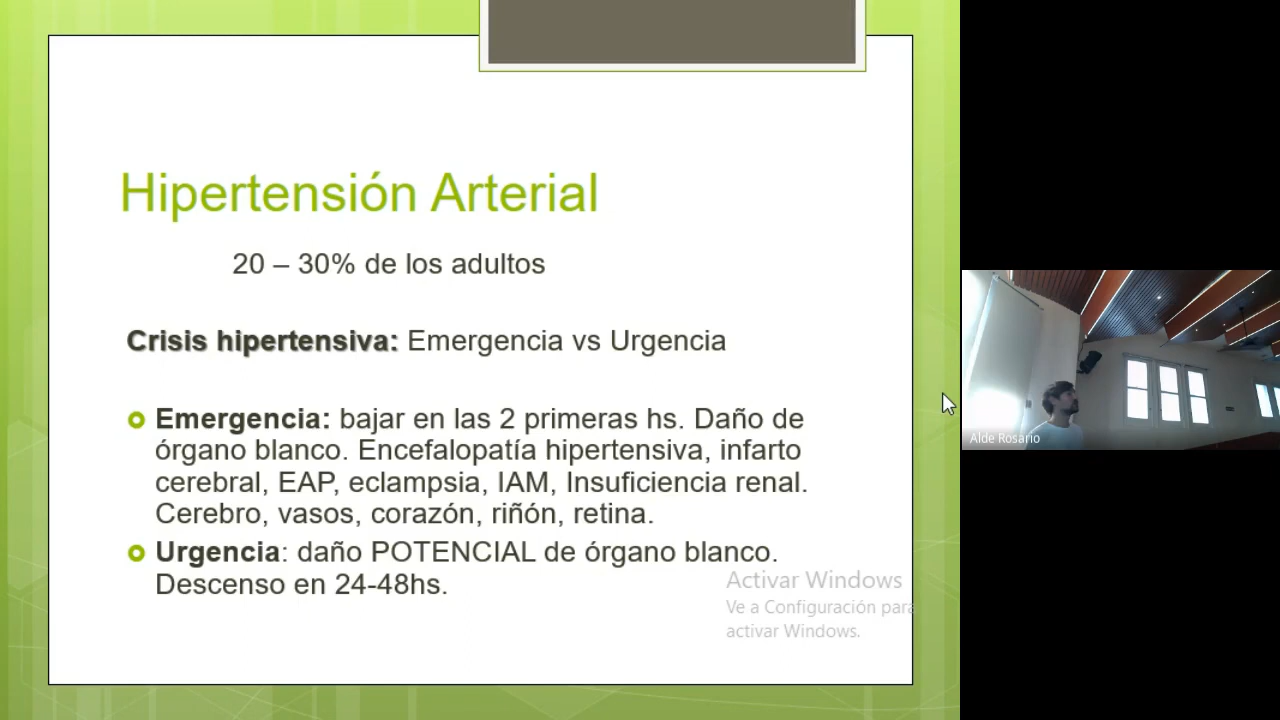 Hipertensión Arterial
20 – 30% de los adultos
Crisis hipertensiva: Emergencia vs Urgencia
Emergencia: bajar en las 2 primeras hs. Daño de
órgano blanco. Encefalopatía hipertensiva, infarto
cerebral, EAP, eclampsia, IAM, Insuficiencia renal.
Cerebro, vasos, corazón, riñón, retina.
Urgencia: daño POTENCIAL de órgano blanco.
Descenso en 24-48hs.
Activar Windows
Ve a Configuración para
activar Windows.
Alde Rosario